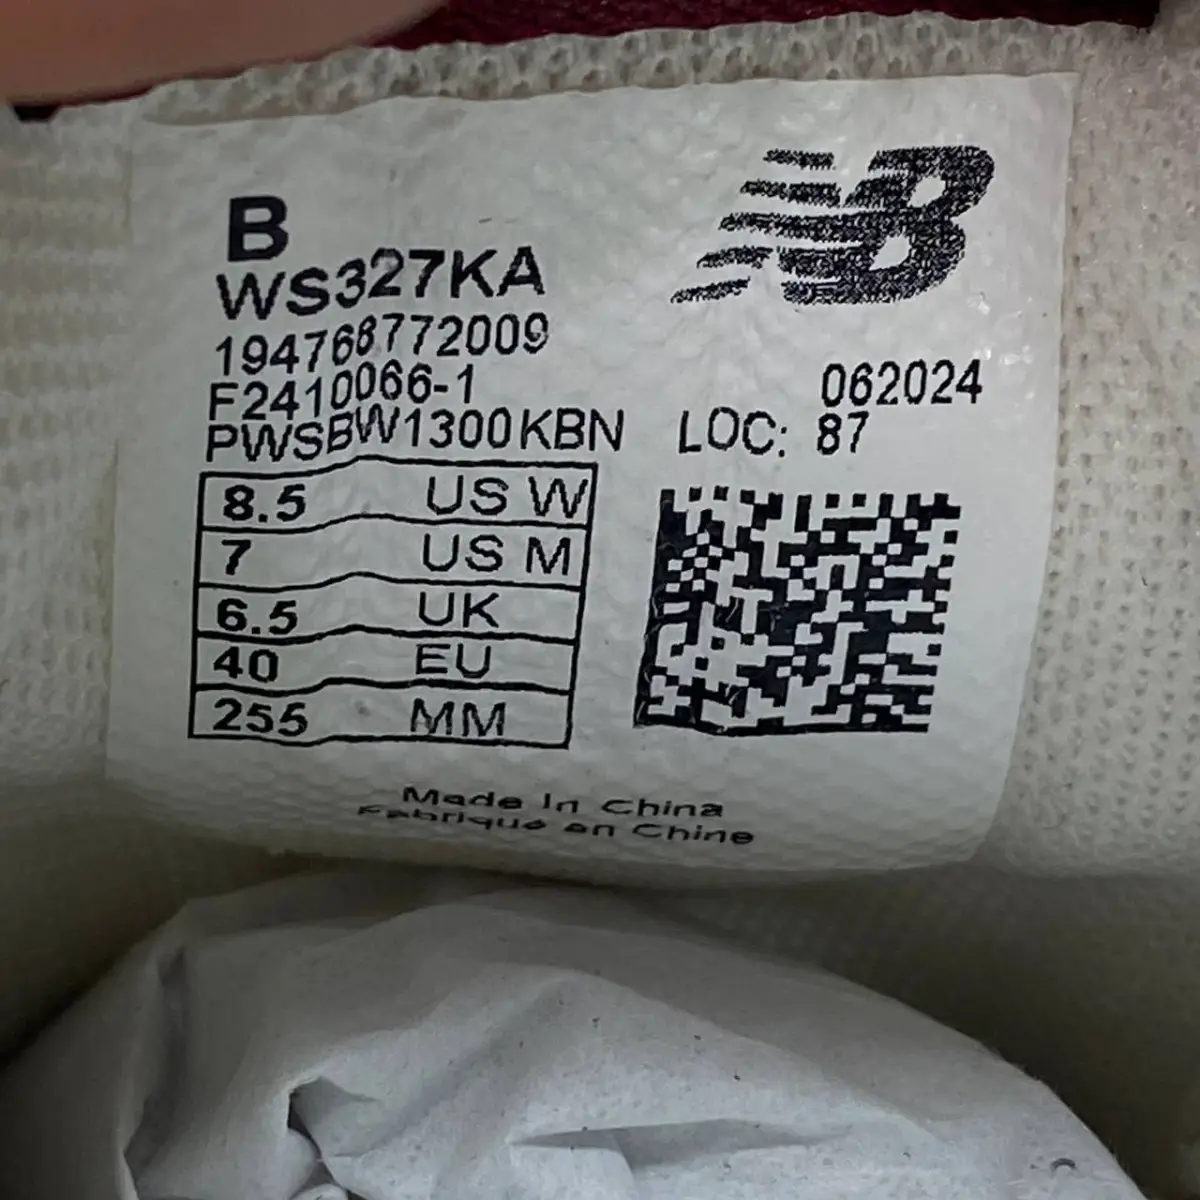 NB
B
WS327KA
194768772009
F2410066-1
062024
PWSBW1300KBN
LOC: 87
8.5 US W
7 US M
6.5 UK
40 EU
255 MM
Made In China
Fabriqué en Chine